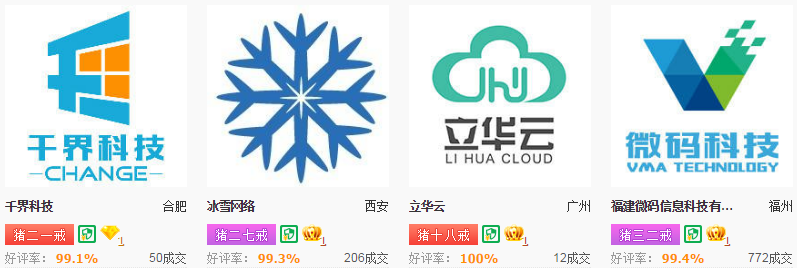 千界科技
CHANGE
千界科技 合肥
猪二一戒 1
好评率: 99.1% 50成交
冰雪网络 西安
猪二七戒 1
好评率: 99.3% 206成交
立华云
LI HUA CLOUD
立华云 广州
猪十八戒 1
好评率: 100% 12成交
微码科技
VMA TECHNOLOGY
福建微码信息科技有... 福州
猪三二戒 1
好评率: 99.4% 772成交